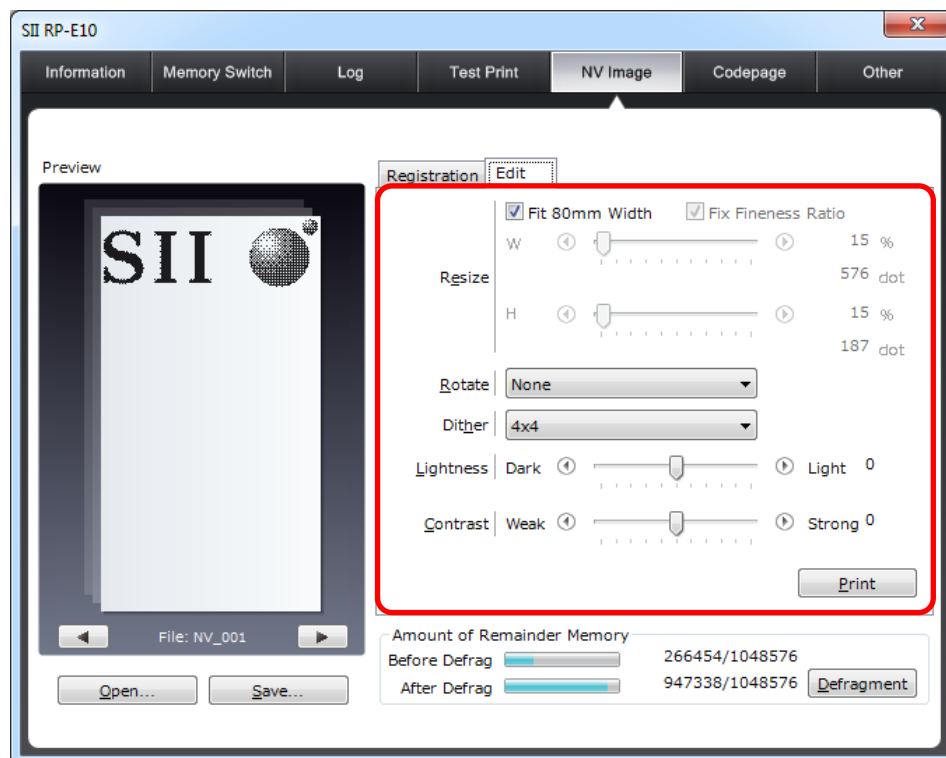 SII RP-E10
Information Memory Switch Log Test Print NV Image Codepage Other
Preview
SII
File: NV_001
Open... Save...
Registration Edit
Fit 80mm Width Fix Fineness Ratio
Resize
W 15 %
576 dot
H 15 %
187 dot
Rotate None
Dither 4x4
Lightness Dark Light 0
Contrast Weak Strong 0
Print
Amount of Remainder Memory
Before Defrag 266454/1048576
After Defrag 947338/1048576 Defragment